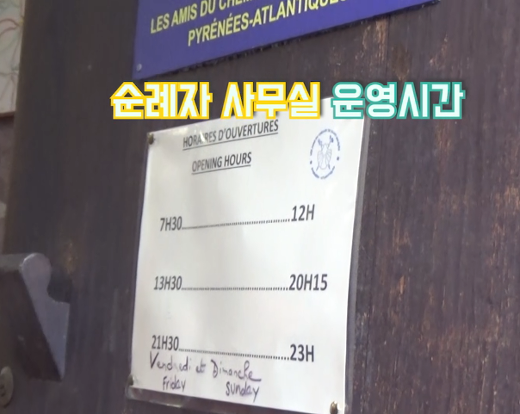 LES AMIS DU CHE
PYRÉNÉES-ATLANTIQUES
순례자 사무실 운영시간
HORAIRES D'OUVERTURES
OPENING HOURS
7H30..........................12H
13H30..........................20H15
21H30..........................23H
Vendredi et Dimanche
Friday Sunday